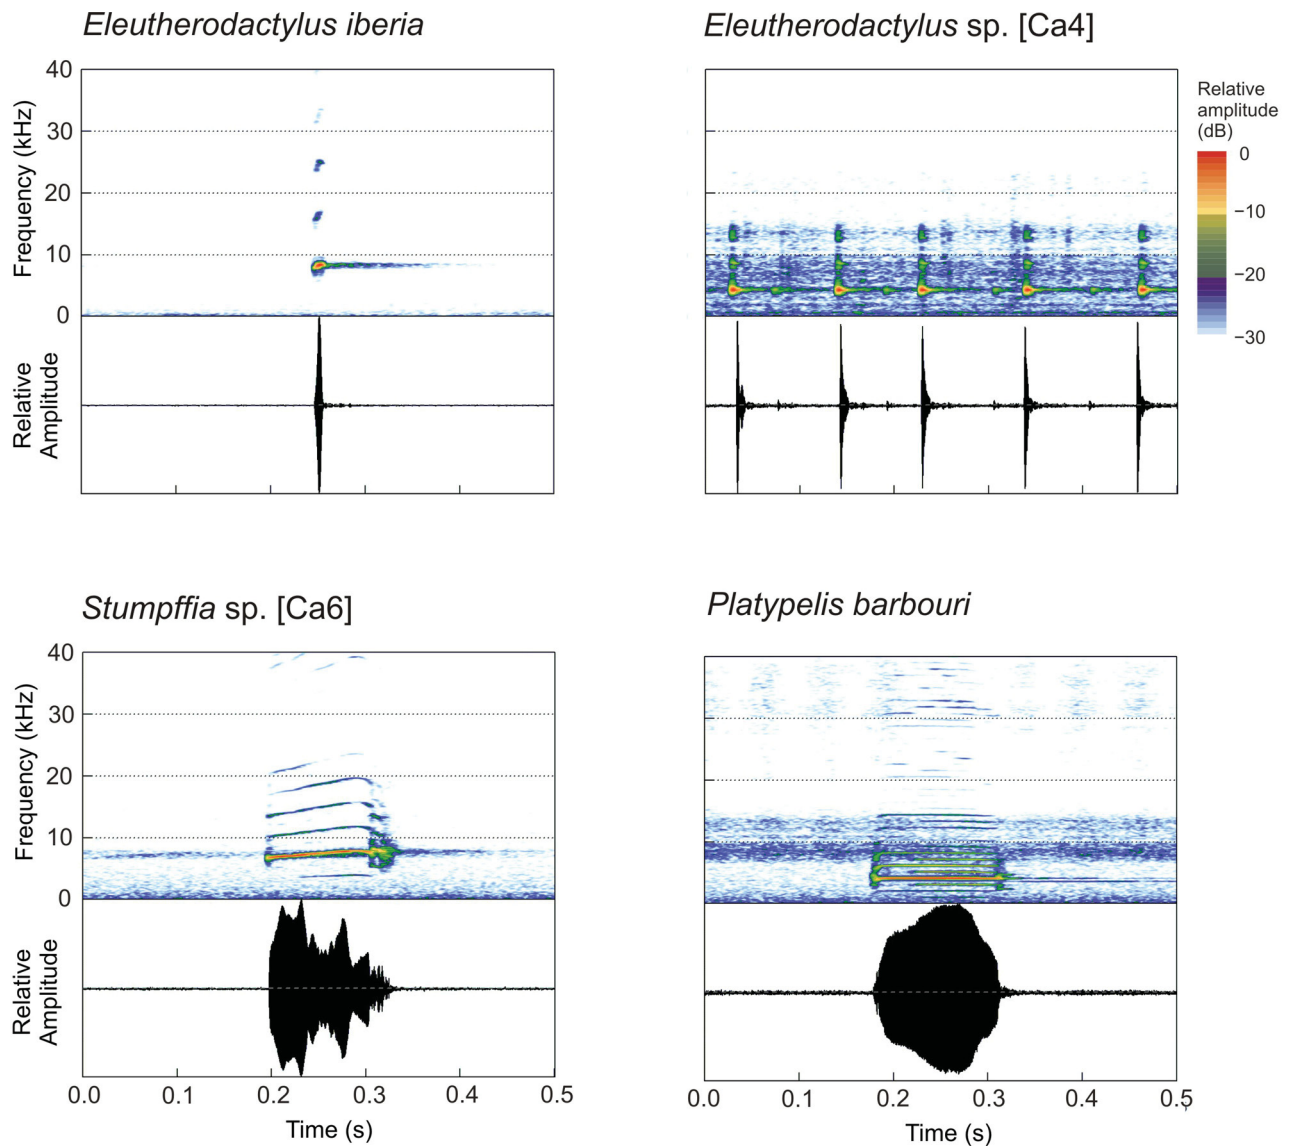 Eleutherodactylus iberia
Eleutherodactylus sp. [Ca4]
40
30
20
10
0
Frequency (kHz)
Relative
Amplitude
Relative
amplitude
(dB)
0
−10
−20
−30
Stumpffia sp. [Ca6]
Platypelis barbouri
40
30
20
10
0
Frequency (kHz)
Relative
Amplitude
0.0 0.1 0.2 0.3 0.4 0.5
Time (s)
0.0 0.1 0.2 0.3 0.4 0.5
Time (s)